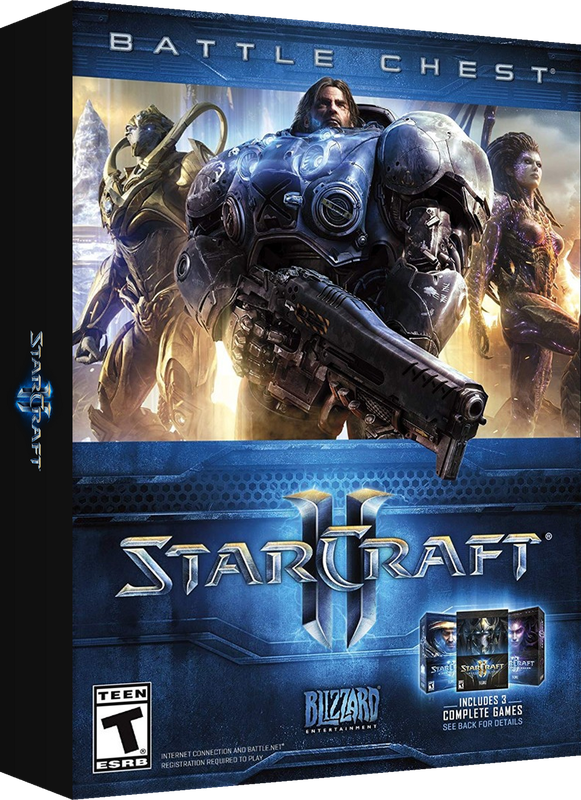 BATTLE CHEST®
STARCRAFT
II
STARCRAFT®
II
INCLUDES 3
COMPLETE GAMES
SEE BACK FOR DETAILS
TEEN
T
ESRB
BLIZZARD
ENTERTAINMENT
INTERNET CONNECTION AND BATTLE.NET®
REGISTRATION REQUIRED TO PLAY.